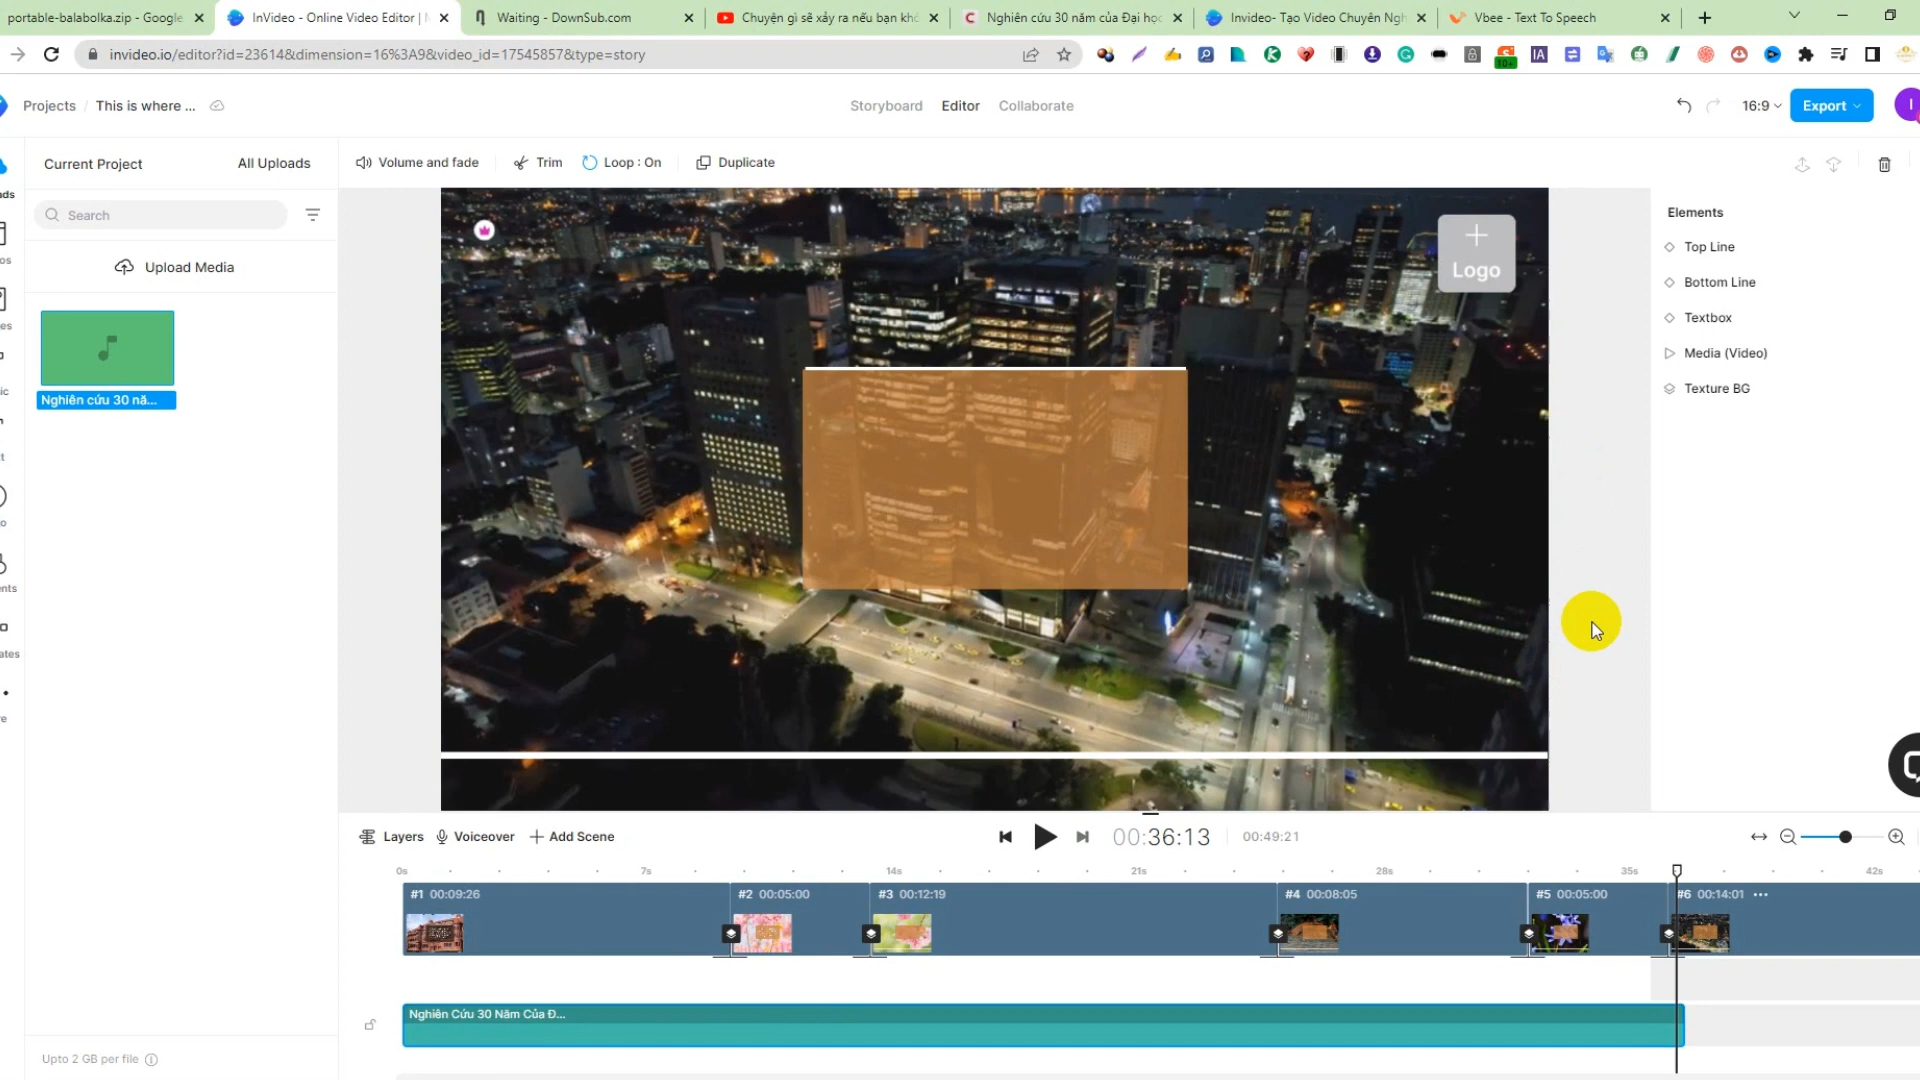 portable-balabolka.zip - Google
InVideo - Online Video Editor |
Waiting - DownSub.com
Chuyện gì sẽ xảy ra nếu bạn khô
Nghiên cứu 30 năm của Đại học
Invideo- Tạo Video Chuyên Ngh
Vbee - Text To Speech
invideo.io/editor?id=23614&dimension=16%3A9&video_id=17545857&type=story
10+
IA
Projects / This is where ...
Storyboard Editor Collaborate
16:9 Export
I
Current Project All Uploads
Volume and fade Trim Loop : On Duplicate
Search
Upload Media
Nghiên cứu 30 nă...
Upto 2 GB per file
Logo
Elements
Top Line
Bottom Line
Textbox
Media (Video)
Texture BG
Layers Voiceover Add Scene
00:36:13 00:49:21
0s 7s 14s 21s 28s 35s 42s
#1 00:09:26 #2 00:05:00 #3 00:12:19 #4 00:08:05 #5 00:05:00 #6 00:14:01 •••
Nghiên Cứu 30 Năm Của Đ...